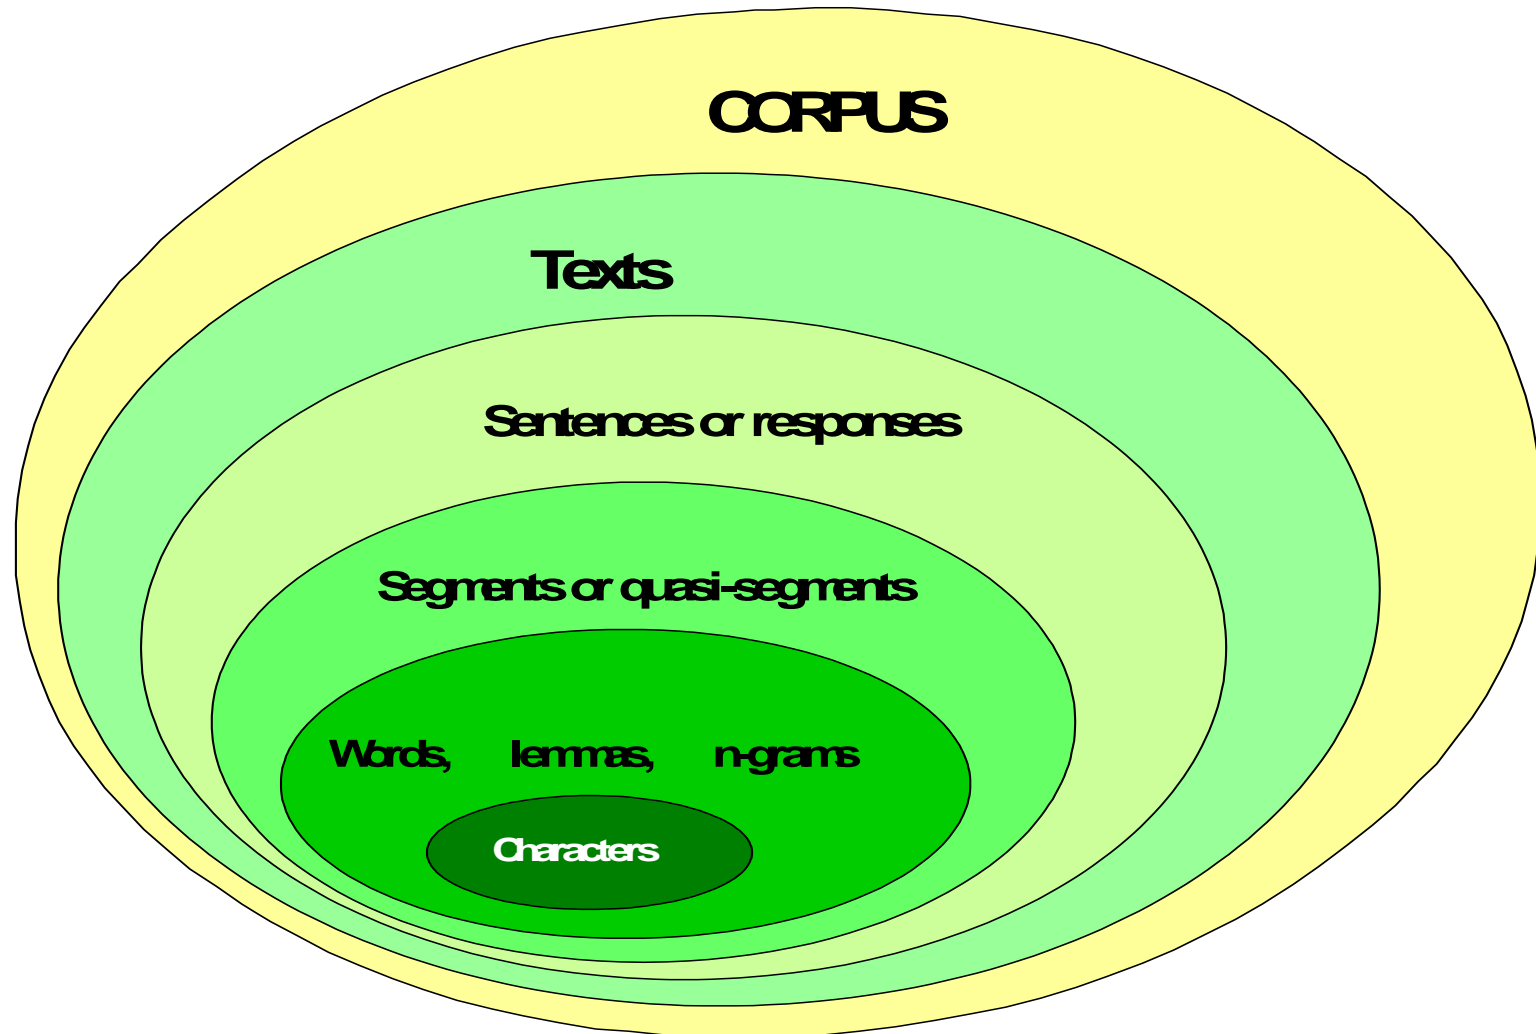 CORPUS
Texts
Sentences or responses
Segments or quasi-segments
Words, lemmas, n-grams
Characters